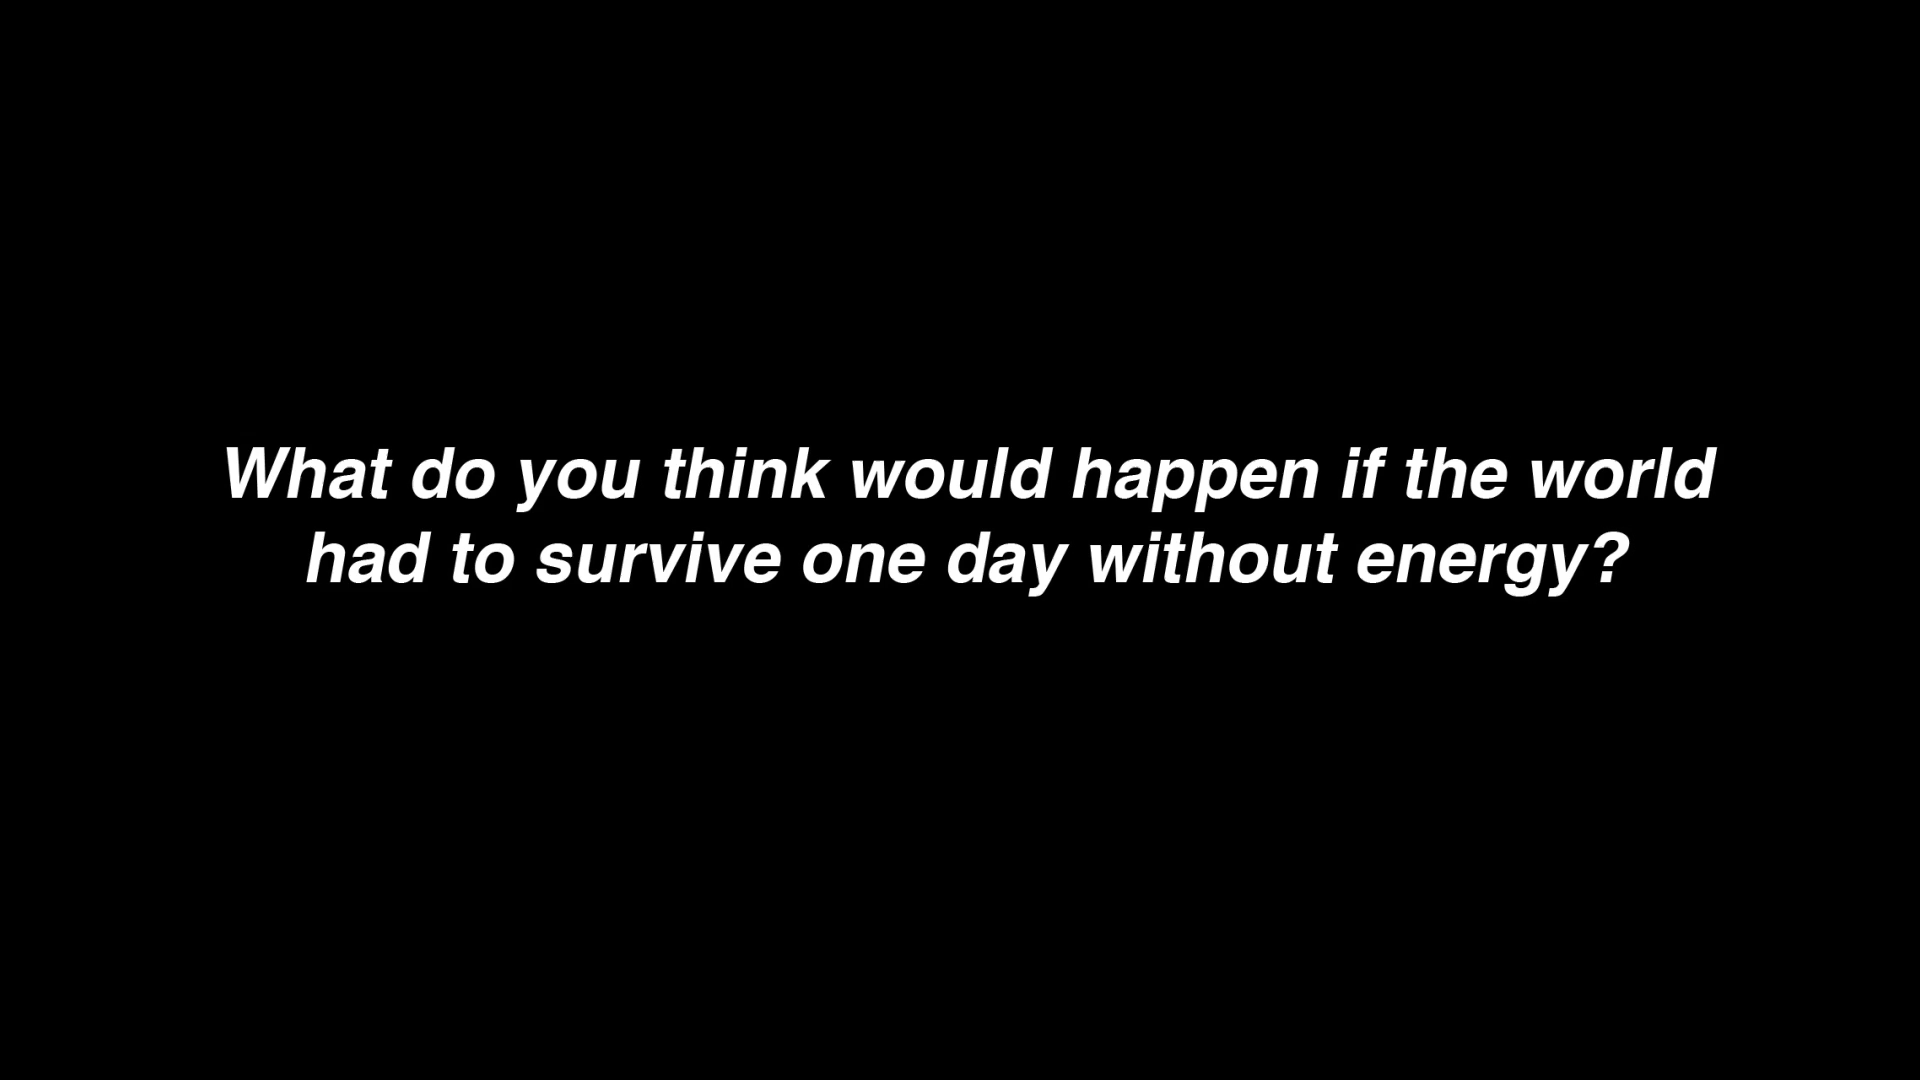 What do you think would happen if the world
had to survive one day without energy?